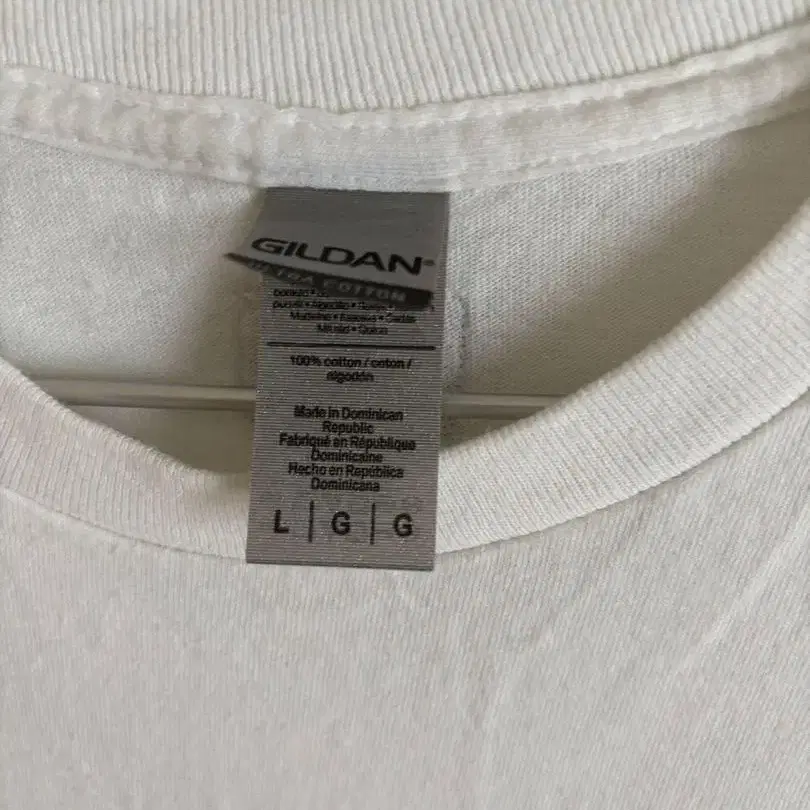 GILDAN®
ULTRA COTTON
100% cotton / coton /
algodón
Made in Dominican
Republic
Fabriqué en République
Dominicaine
Hecho en República
Dominicana
L | G | G